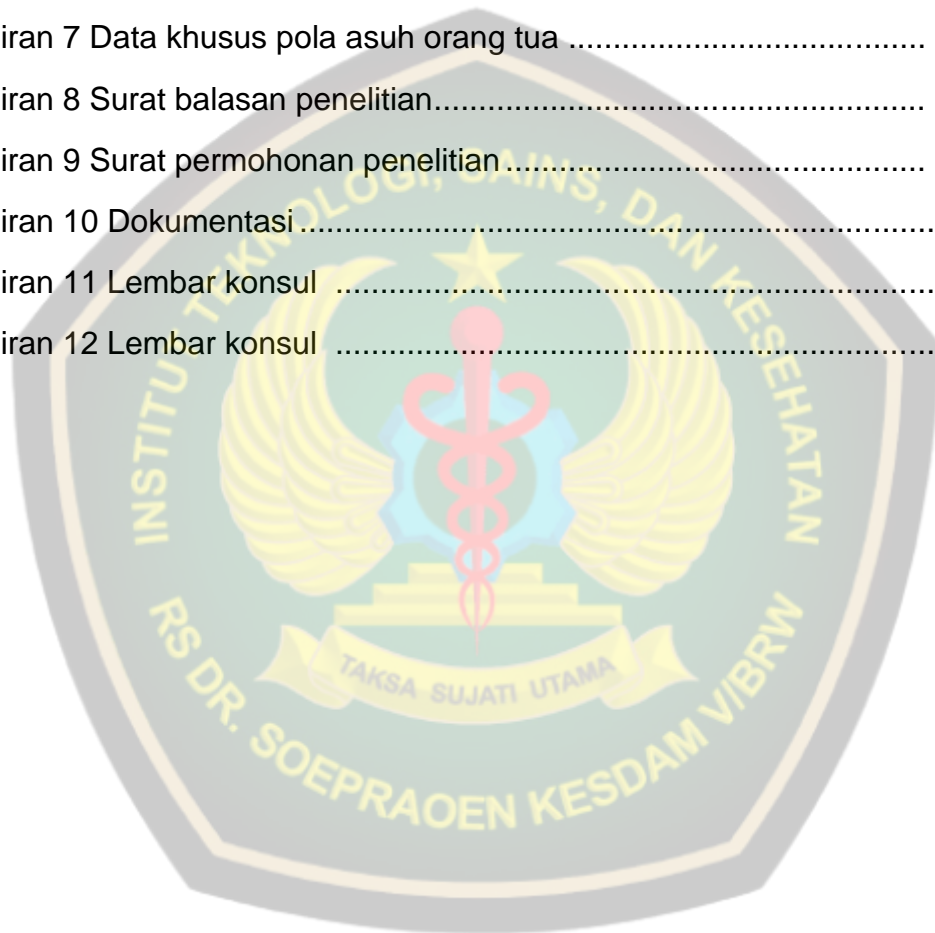 iran 7 Data khusus pola asuh orang tua ........................................
iran 8 Surat balasan penelitian.......................................................
iran 9 Surat permohonan penelitian................................................
iran 10 Dokumentasi.......................................................................
iran 11 Lembar konsul ...................................................................
iran 12 Lembar konsul ...................................................................
INSTITUT TEKNOLOGI, SAINS, DAN KESEHATAN
TAKSA SUJATI UTAMA
RS DR. SOEPRAOEN KESDAM V/BRW